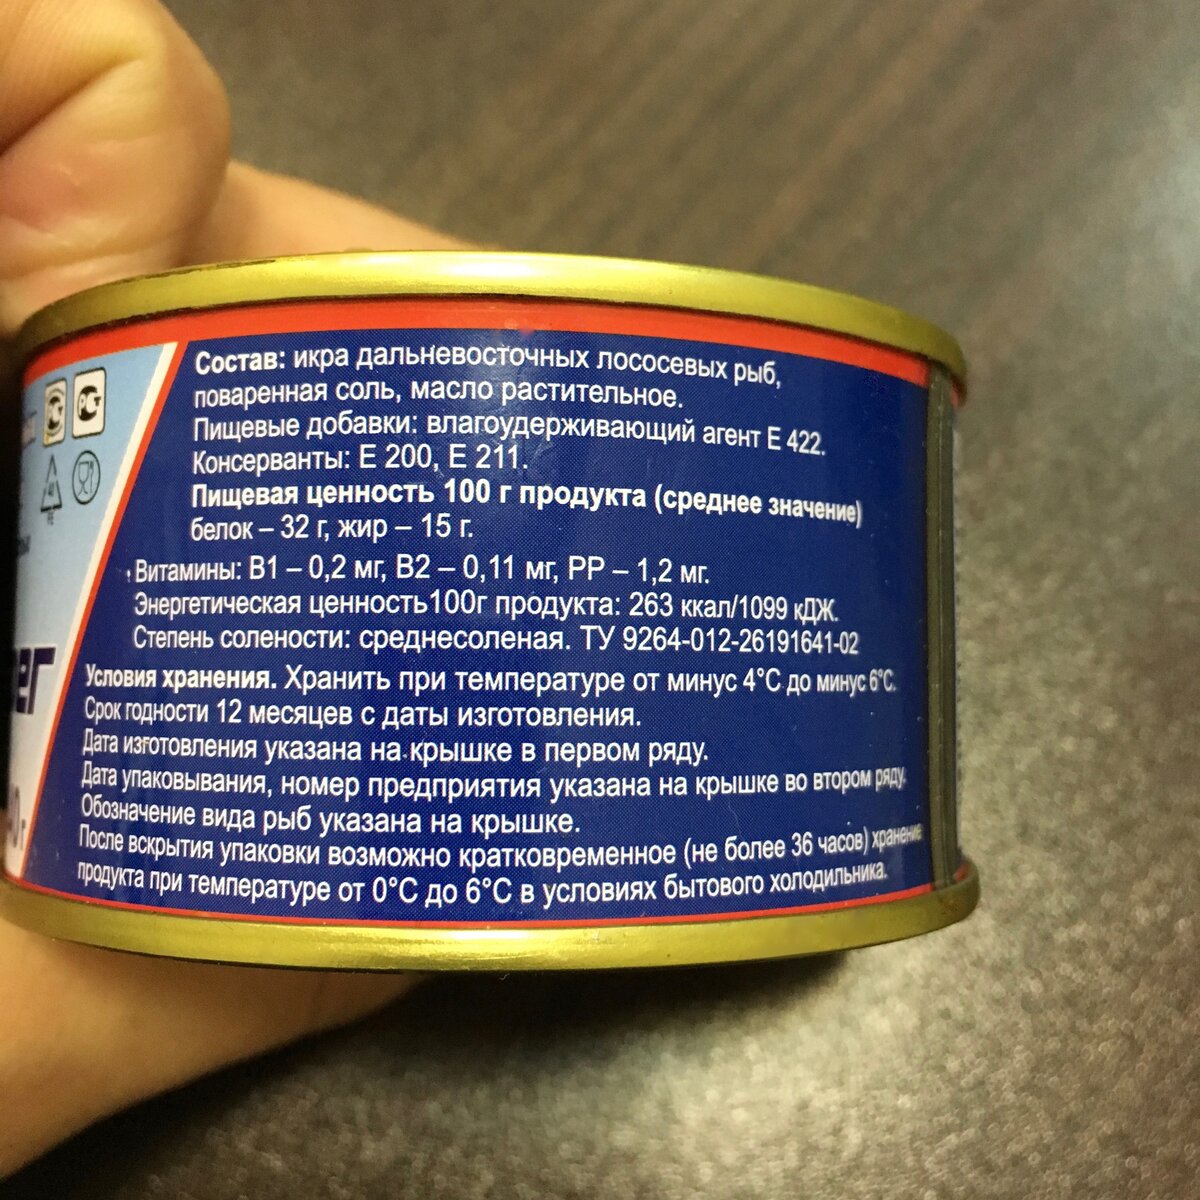 Состав: икра дальневосточных лососевых рыб,
поваренная соль, масло растительное.
Пищевые добавки: влагоудерживающий агент Е 422.
Консерванты: Е 200, Е 211.
Пищевая ценность 100 г продукта (среднее значение)
белок – 32 г, жир – 15 г.
Витамины: В1 – 0,2 мг, В2 – 0,11 мг, РР – 1,2 мг.
Энергетическая ценность100г продукта: 263 ккал/1099 кДЖ.
Степень солености: среднесоленая. ТУ 9264-012-26191641-02
Условия хранения. Хранить при температуре от минус 4°С до минус 6°С.
Срок годности 12 месяцев с даты изготовления.
Дата изготовления указана на крышке в первом ряду.
Дата упаковывания, номер предприятия указана на крышке во втором ряду.
Обозначение вида рыб указана на крышке.
После вскрытия упаковки возможно кратковременное (не более 36 часов) хранение
продукта при температуре от 0°С до 6°С в условиях бытового холодильника.
РСТ